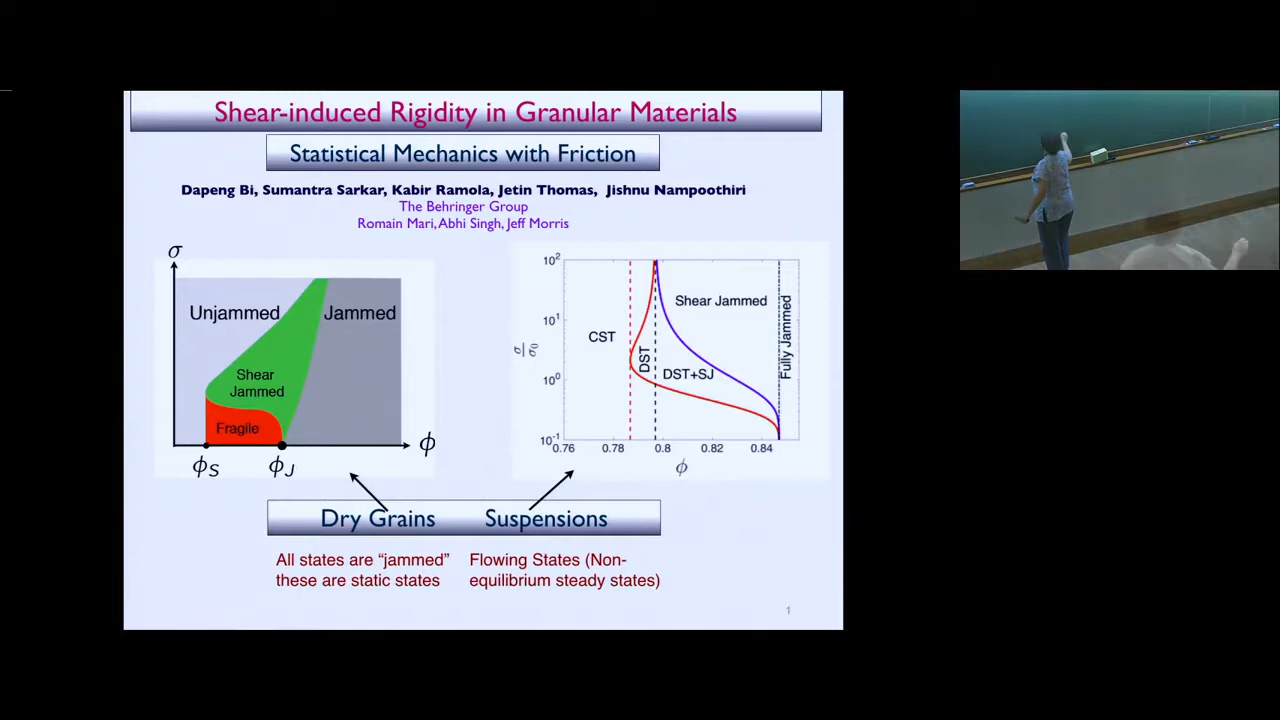 Shear-induced Rigidity in Granular Materials
Statistical Mechanics with Friction
Dapeng Bi, Sumantra Sarkar, Kabir Ramola, Jetin Thomas, Jishnu Nampoothiri
The Behringer Group
Romain Mari, Abhi Singh, Jeff Morris
σ
Unjammed
Jammed
Shear
Jammed
Fragile
ϕ
ϕS
ϕJ
10²
10¹
10⁰
10⁻¹
σ/σ₀
CST
DST
Shear Jammed
DST+SJ
Fully Jammed
0.76 0.78 0.8 0.82 0.84
ϕ
Dry Grains
Suspensions
All states are “jammed”
these are static states
Flowing States (Non-
equilibrium steady states)
1